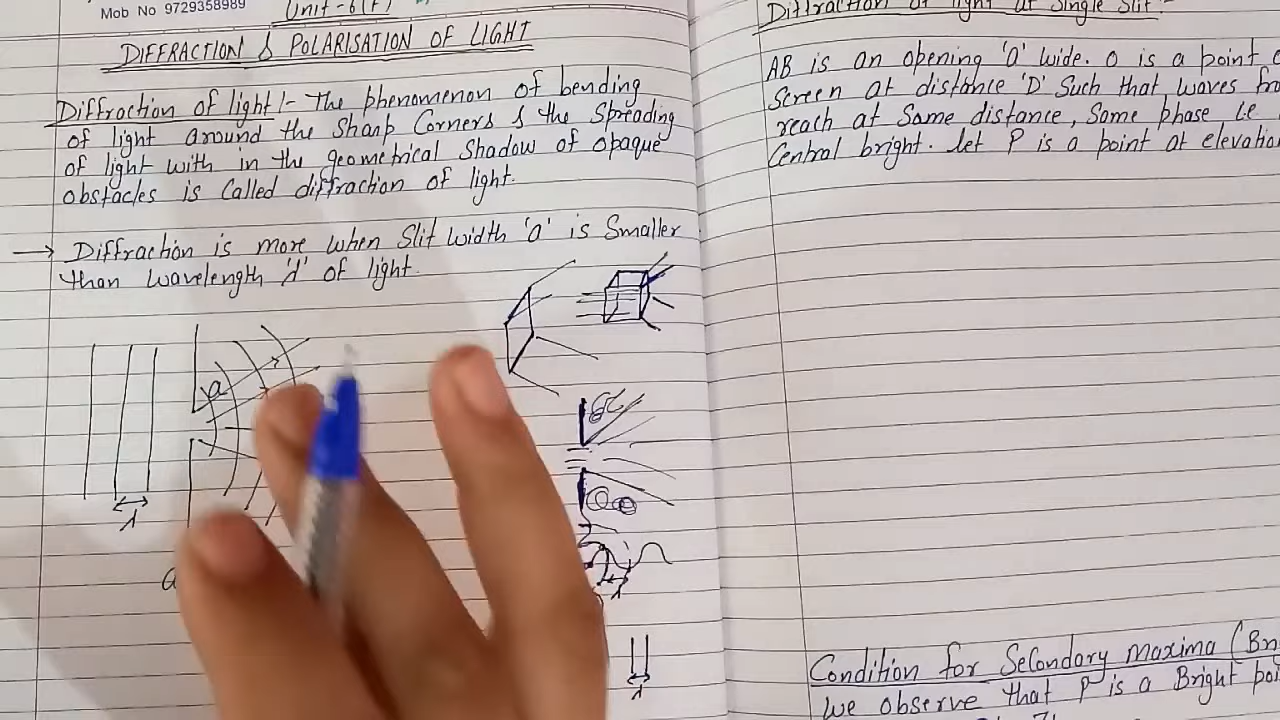 Mob No 9729358989
Unit-6(F)
DIFFRACTION & POLARISATION OF LIGHT
Diffraction of light :- The phenomenon of bending
of light around the sharp Corners & the Spreading
of light with in the geometrical Shadow of opaque
obstacles is Called diffraction of light.
→ Diffraction is more when Slit width 'a' is Smaller
than wavelength 'λ' of light.
a
λ
a
λ
λ
Diffraction of light at Single Slit :-
AB is an opening 'a' wide. O is a point
Screen at distance 'D' Such that waves
reach at Same distance, Same phase, i.e
Central bright. Let P is a point at
Condition for Secondary maxima
we observe that P is a Bright